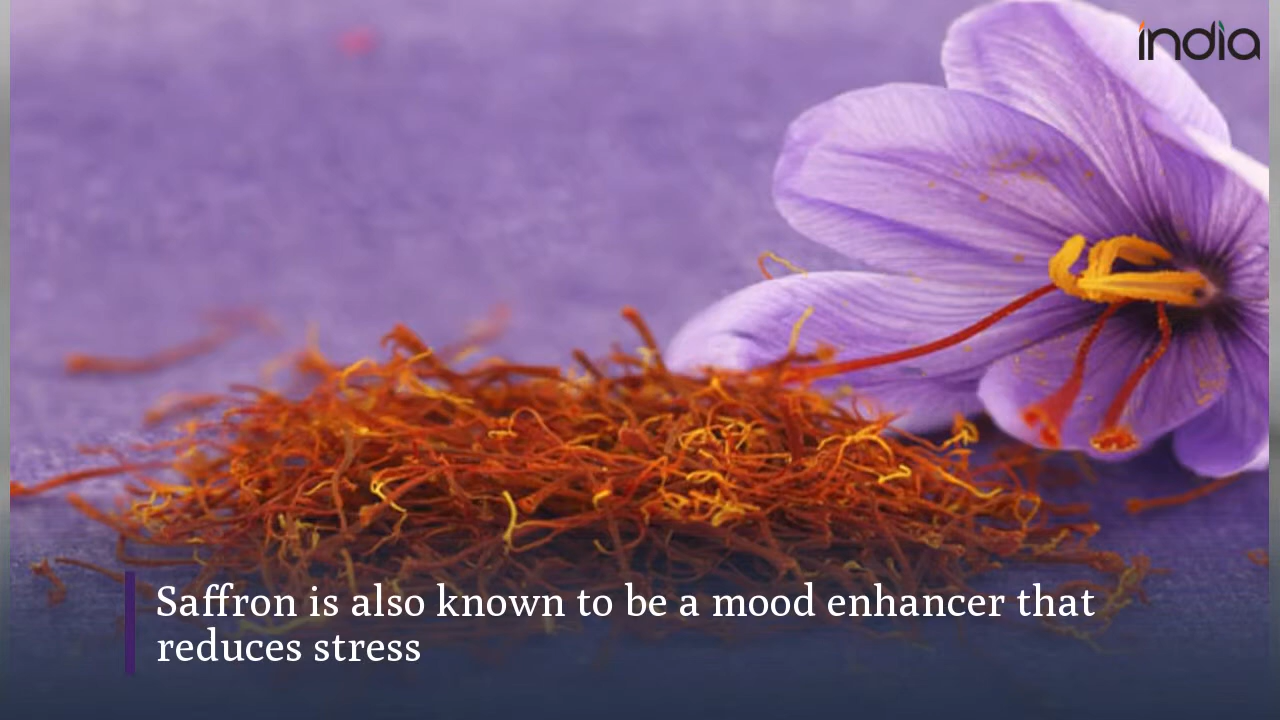 india
Saffron is also known to be a mood enhancer that
reduces stress